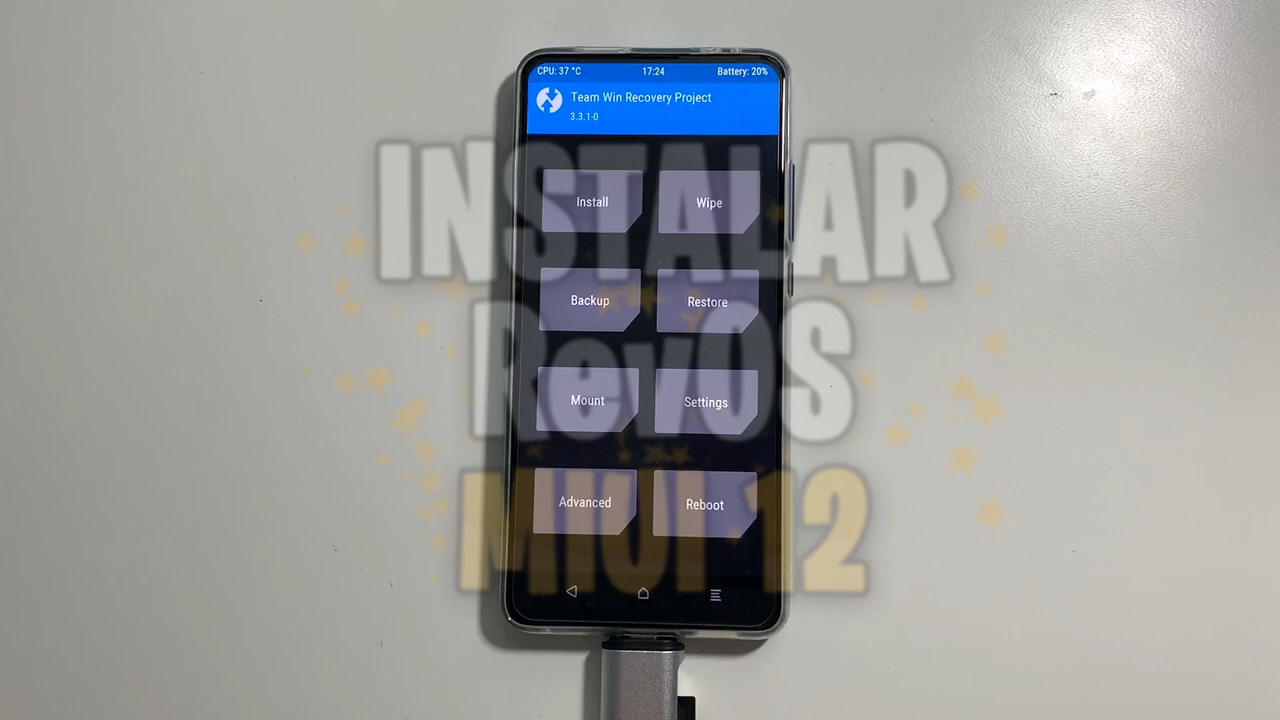 CPU: 37 °C 17:24 Battery: 20%
Team Win Recovery Project
3.3.1-0
INSTALAR
RevOS
MIUI 12
Install Wipe
Backup Restore
Mount Settings
Advanced Reboot